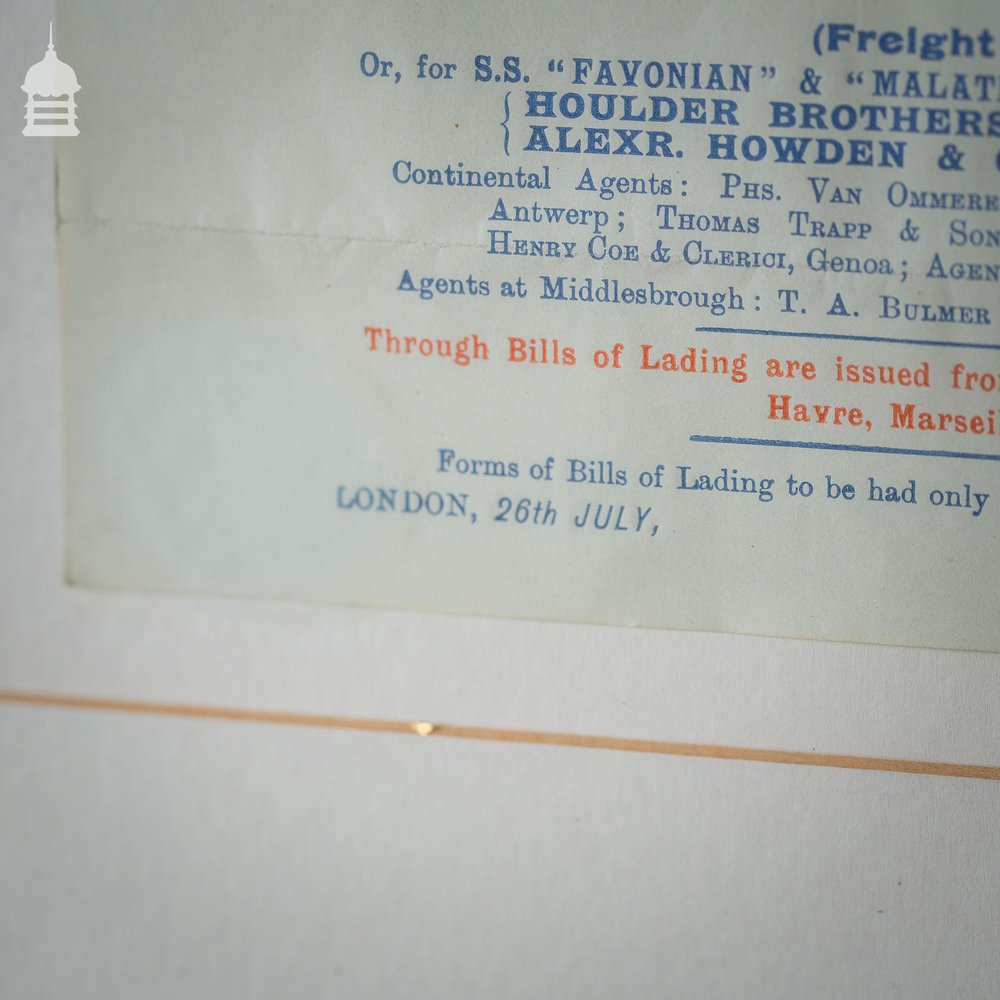 (Freight
Or, for S.S. “FAVONIAN” & “MALAT
HOULDER BROTHERS
ALEXR. HOWDEN &
Continental Agents: PHS. VAN OMMERE
Antwerp; THOMAS TRAPP & SON
HENRY COE & CLERICI, Genoa; AGEN
Agents at Middlesbrough: T. A. BULMER
Through Bills of Lading are issued fro
Havre, Marseil
Forms of Bills of Lading to be had only
LONDON, 26th JULY,